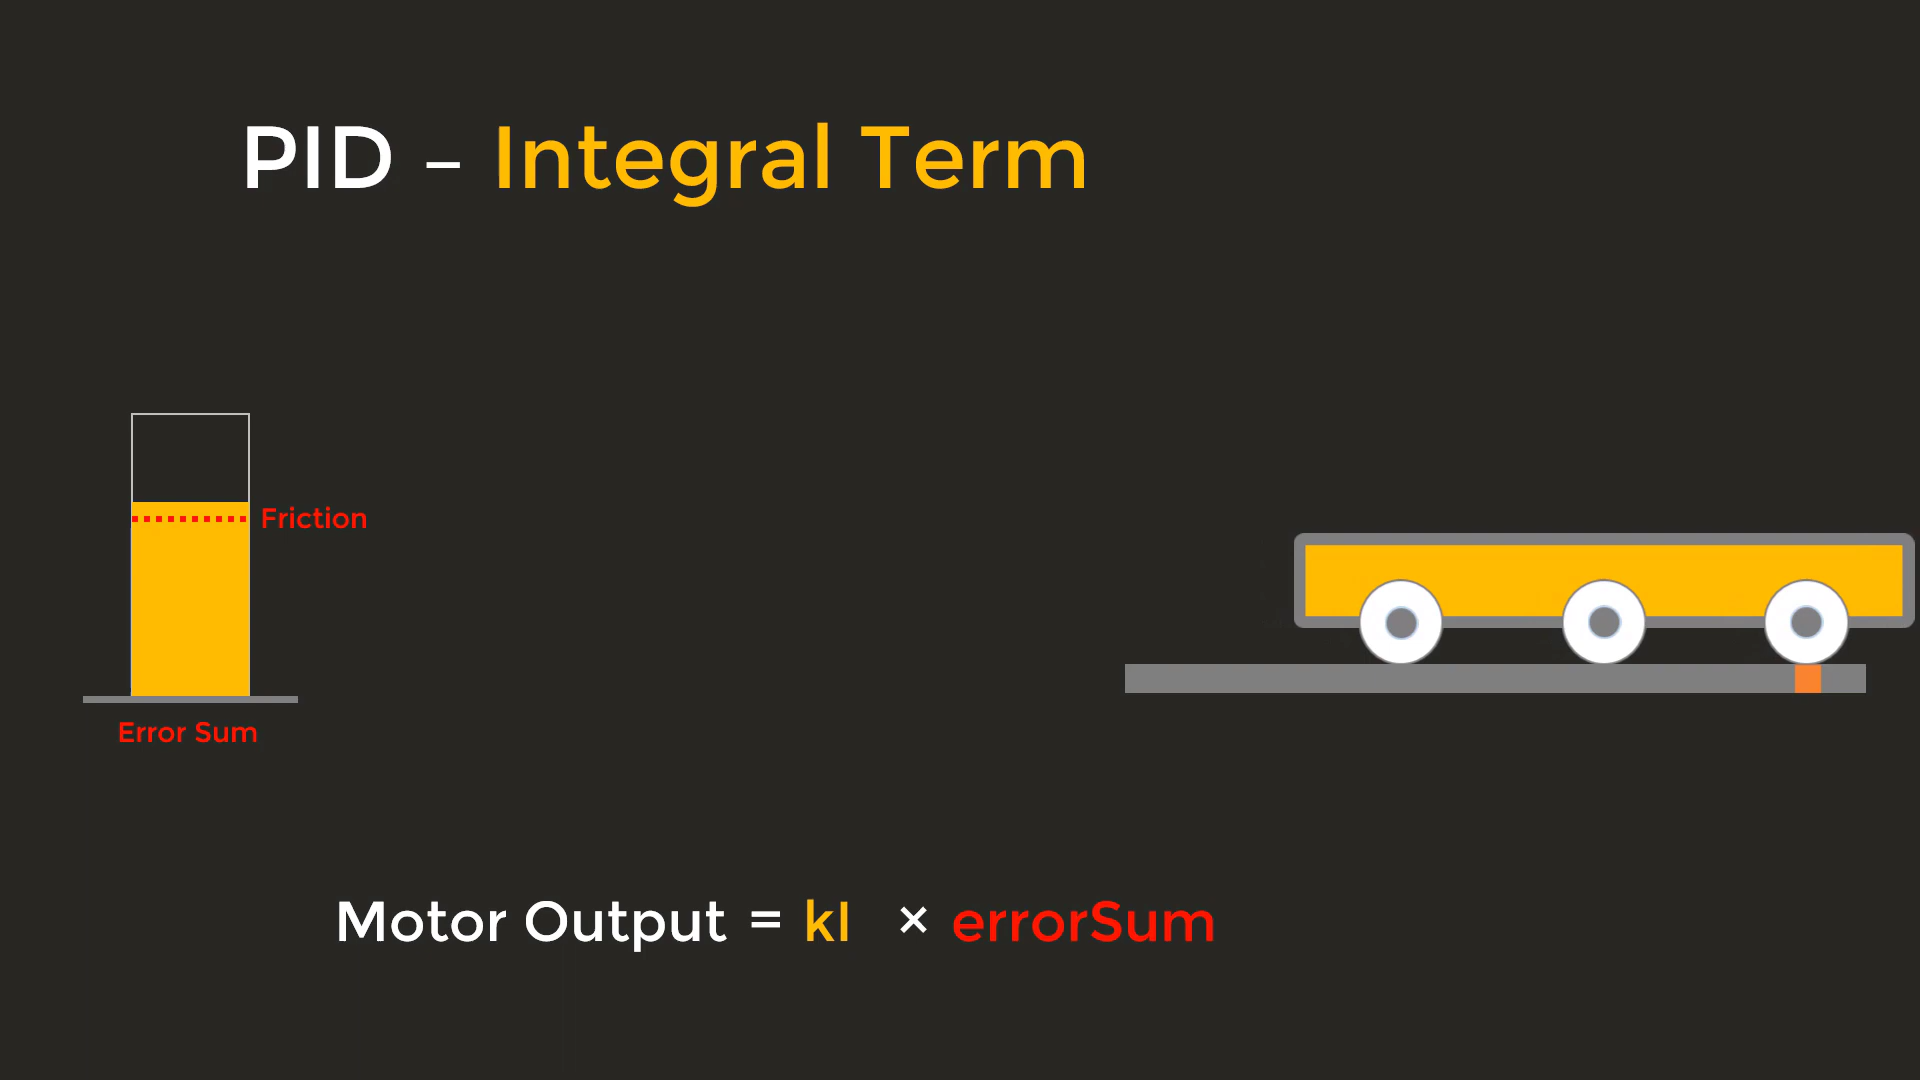 PID – Integral Term
Friction
Error Sum
Motor Output = kI × errorSum